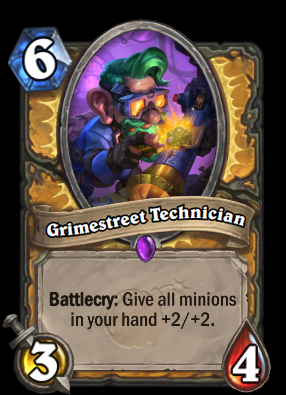 6
Grimestreet Technician
Battlecry: Give all minions
in your hand +2/+2.
3
4